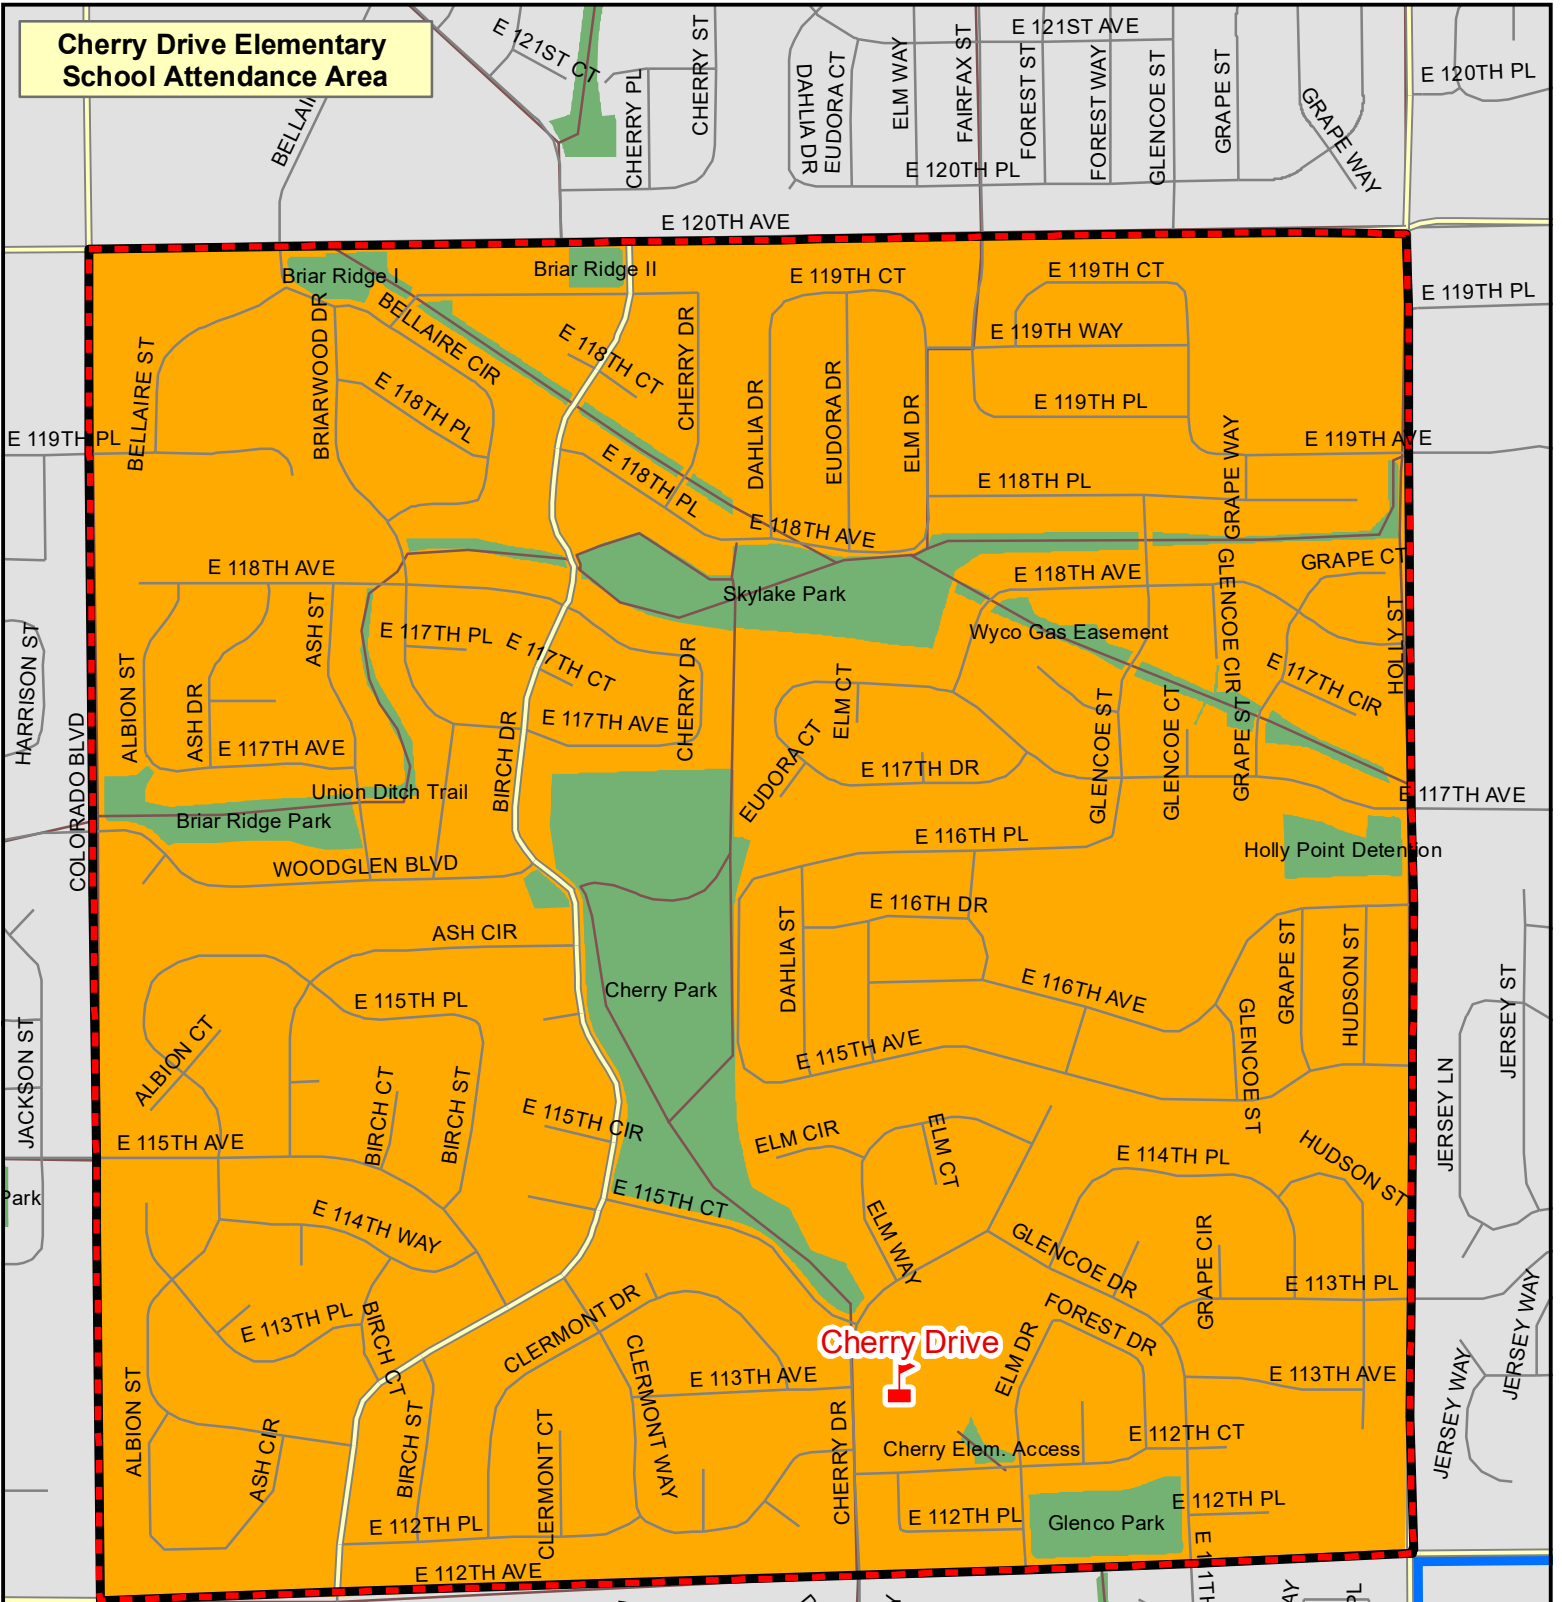 Cherry Drive Elementary
School Attendance Area
E 121ST CT
CHERRY PL
CHERRY ST
DAHLIA DR
EUDORA CT
ELM WAY
FAIRFAX ST
E 121ST AVE
FOREST ST
FOREST WAY
GLENCOE ST
GRAPE ST
GRAPE WAY
E 120TH PL
E 120TH PL
E 120TH AVE
Briar Ridge I
Briar Ridge II
E 119TH CT
E 119TH CT
E 119TH PL
BELLAIRE ST
BRIARWOOD DR
BELLAIRE CIR
E 118TH CT
CHERRY DR
E 119TH WAY
E 118TH PL
DAHLIA DR
EUDORA DR
ELM DR
E 119TH PL
E 119TH PL
GRAPE WAY
E 119TH AVE
E 118TH PL
E 118TH PL
E 118TH AVE
E 118TH AVE
ASH ST
E 117TH PL
E 117TH CT
Skylake Park
E 118TH AVE
GLENCOE CIR
GRAPE CT
HOLLY ST
Wyco Gas Easement
HARRISON ST
COLORADO BLVD
ALBION ST
ASH DR
E 117TH AVE
BIRCH DR
E 117TH AVE
CHERRY DR
ELM CT
EUDORA CT
E 117TH DR
GLENCOE ST
GLENCOE CT
GRAPE ST
E 117TH CIR
E 117TH AVE
Union Ditch Trail
Briar Ridge Park
WOODGLEN BLVD
E 116TH PL
Holly Point Detention
ASH CIR
E 116TH DR
DAHLIA ST
Cherry Park
E 115TH PL
E 116TH AVE
GRAPE ST
HUDSON ST
GLENCOE ST
JERSEY ST
JACKSON ST
ALBION CT
BIRCH CT
BIRCH ST
E 115TH AVE
JERSEY LN
E 115TH AVE
E 115TH CIR
ELM CIR
ELM CT
E 114TH PL
HUDSON ST
Park
E 114TH WAY
E 115TH CT
ELM WAY
GLENCOE DR
GRAPE CIR
E 113TH PL
E 113TH PL
BIRCH CT
CLERMONT DR
CLERMONT WAY
Cherry Drive
ELM DR
FOREST DR
JERSEY WAY
E 113TH AVE
E 113TH AVE
JERSEY WAY
ALBION ST
ASH CIR
BIRCH ST
CLERMONT CT
CHERRY DR
Cherry Elem. Access
E 112TH CT
E 112TH PL
E 112TH PL
E 112TH PL
Glenco Park
E 112TH AVE